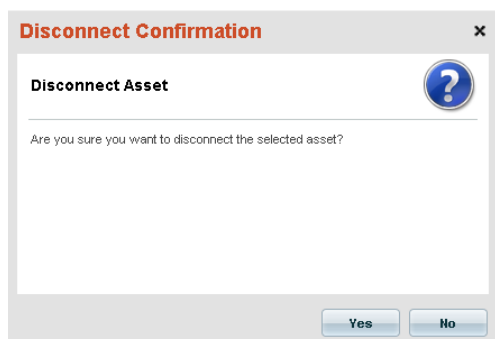 Disconnect Confirmation
Disconnect Asset
Are you sure you want to disconnect the selected asset?
Yes No